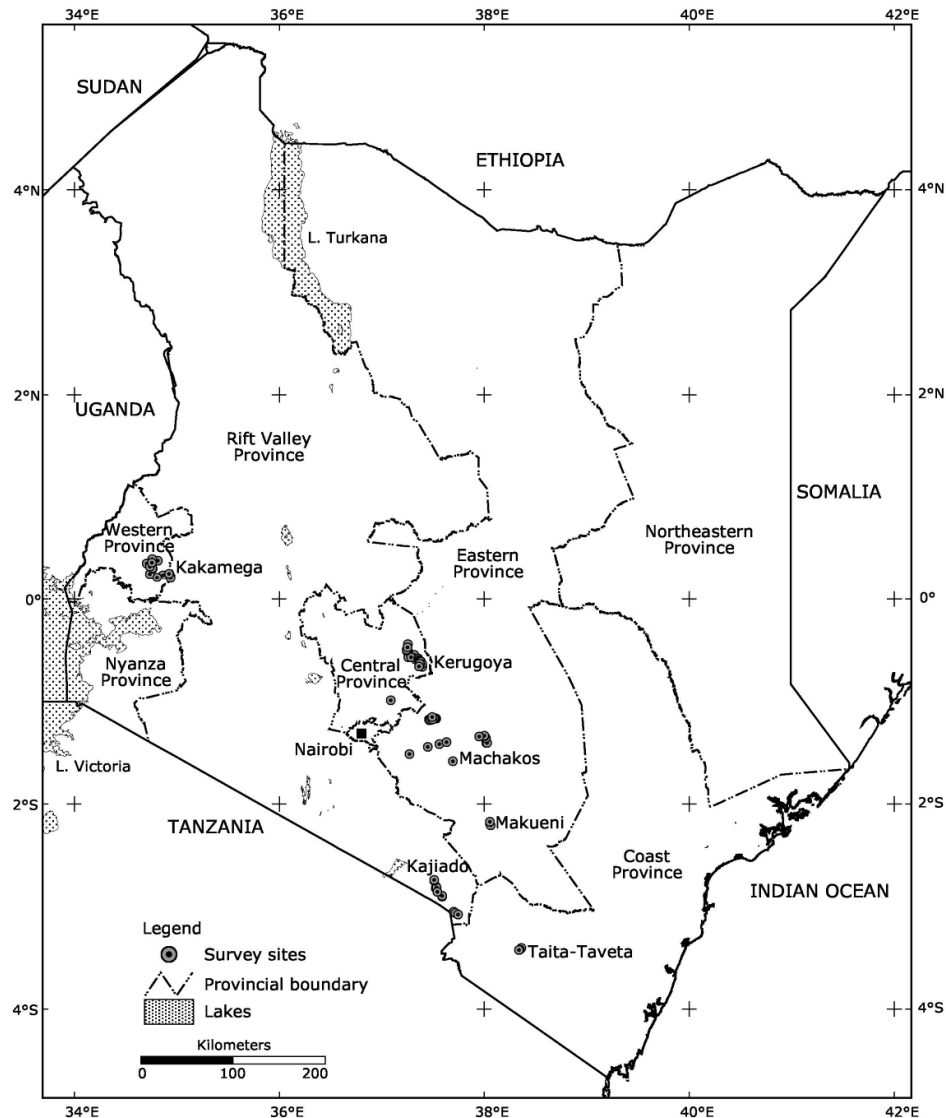 34°E
36°
38°
40°
42°E
SUDAN
ETHIOPIA
4°N
4°N
L. Turkana
2°N
2°N
UGANDA
Rift Valley
Province
SOMALIA
Western
Province
Northeastern
Province
Eastern
Province
Kakamega
0°
0°
Nyanza
Province
Central
Province
Kerugoya
Nairobi
Machakos
L. Victoria
2°S
2°S
TANZANIA
Makueni
Kajiado
Coast
Province
INDIAN OCEAN
Legend
Survey sites
Taita-Taveta
Provincial boundary
Lakes
4°S
4°S
Kilometers
0 100 200
34°E
36°
38°
40°
42°E